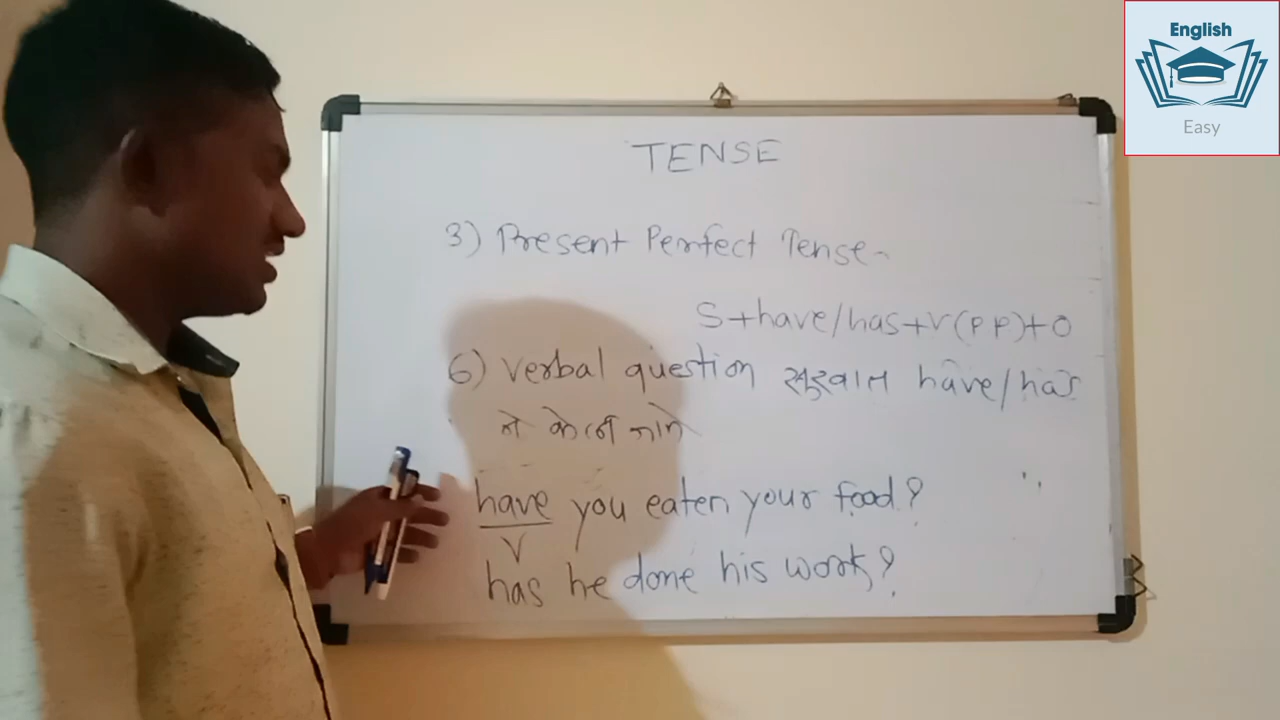 English
Easy
TENSE
3) Present Perfect Tense-
S+have/has+V(PP)+O
6) Verbal question सुरुवात have/has
ने केली जाते
have you eaten your food?
V
has he done his work?